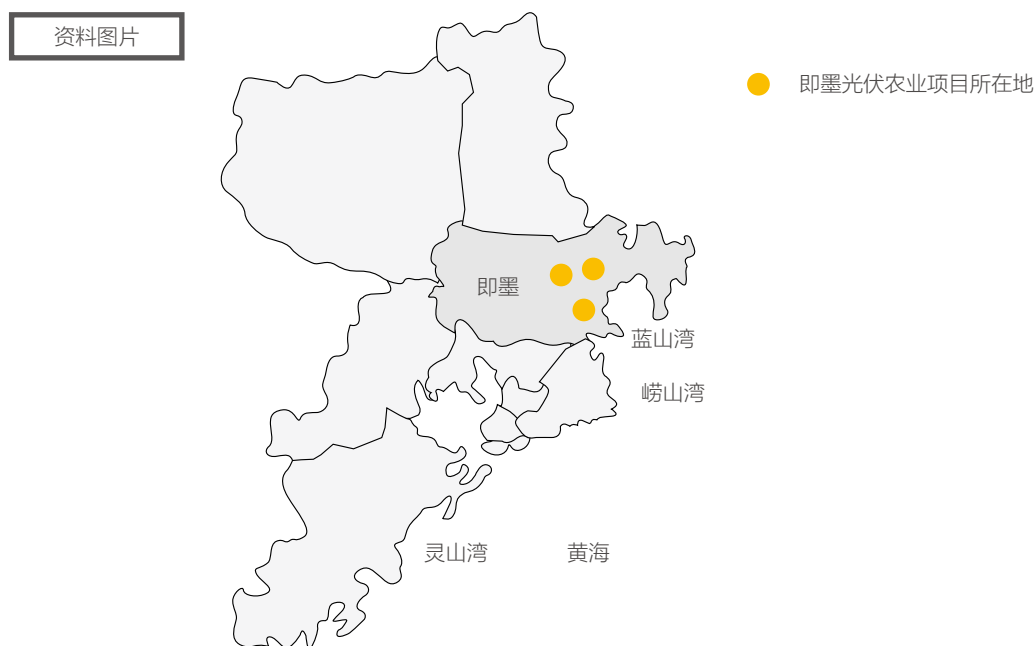 资料图片
即墨光伏农业项目所在地
即墨
蓝山湾
崂山湾
灵山湾
黄海